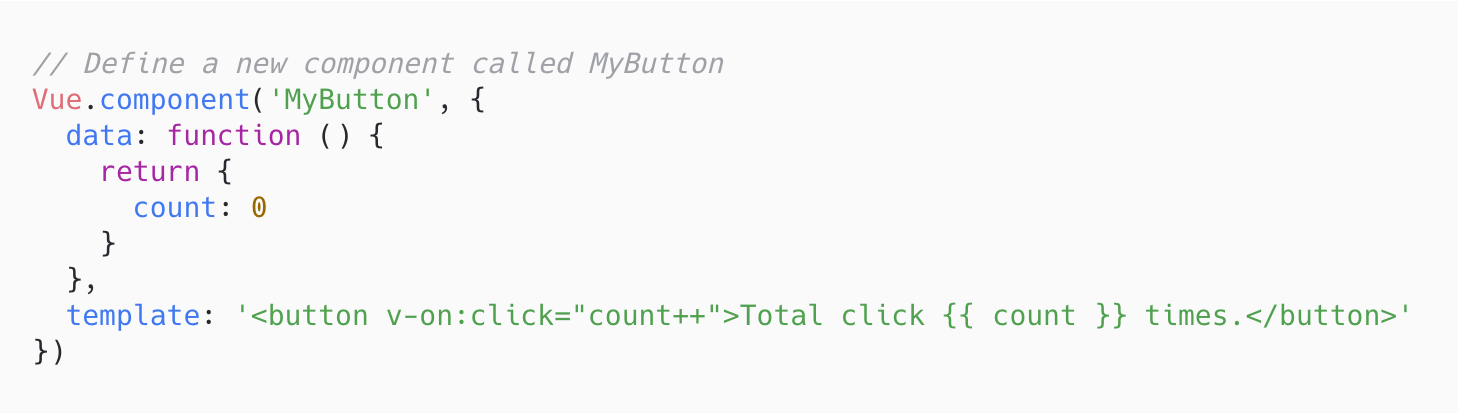 // Define a new component called MyButton
Vue.component('MyButton', {
  data: function () {
    return {
      count: 0
    }
  },
  template: '<button v-on:click="count++">Total click {{ count }} times.</button>'
})